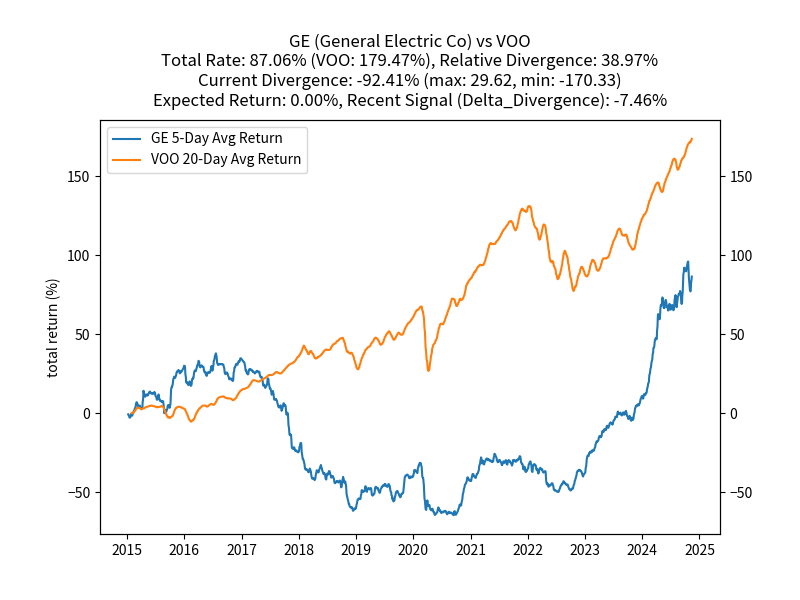 GE (General Electric Co) vs VOO
Total Rate: 87.06% (VOO: 179.47%), Relative Divergence: 38.97%
Current Divergence: -92.41% (max: 29.62, min: -170.33)
Expected Return: 0.00%, Recent Signal (Delta_Divergence): -7.46%
GE 5-Day Avg Return
VOO 20-Day Avg Return
total return (%)
150
100
50
0
−50
150
100
50
0
−50
2015 2016 2017 2018 2019 2020 2021 2022 2023 2024 2025